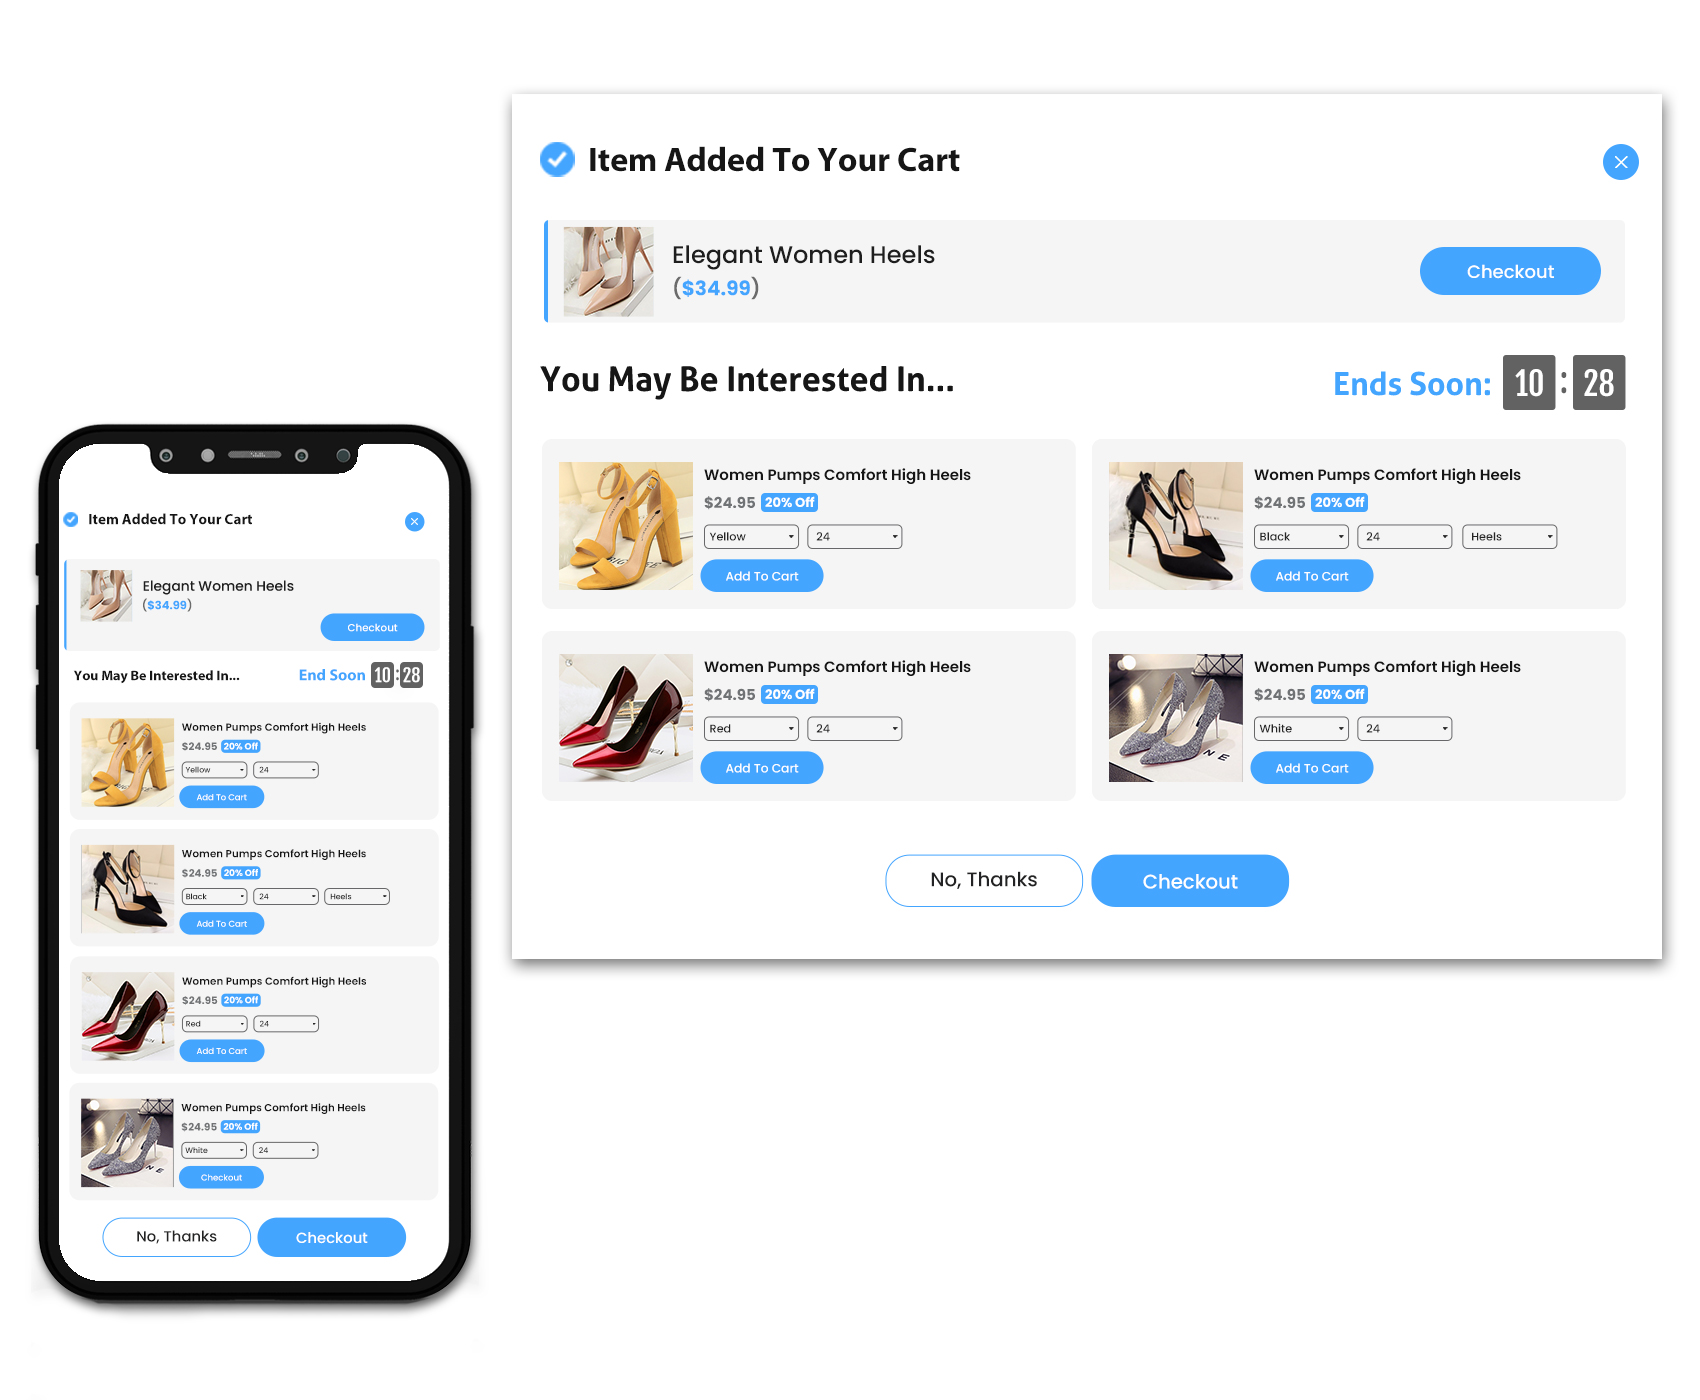 Item Added To Your Cart
Elegant Women Heels
($34.99)
Checkout
You May Be Interested In...
Ends Soon: 10 : 28
Women Pumps Comfort High Heels
$24.95 20% Off
Yellow 24
Add To Cart
Women Pumps Comfort High Heels
$24.95 20% Off
Black 24 Heels
Add To Cart
Women Pumps Comfort High Heels
$24.95 20% Off
Red 24
Add To Cart
Women Pumps Comfort High Heels
$24.95 20% Off
White 24
Add To Cart
No, Thanks
Checkout
Item Added To Your Cart
Elegant Women Heels
($34.99)
Checkout
You May Be Interested In...
End Soon 10 : 28
Women Pumps Comfort High Heels
$24.95 20% Off
Yellow 24
Add To Cart
Women Pumps Comfort High Heels
$24.95 20% Off
Black 24 Heels
Add To Cart
Women Pumps Comfort High Heels
$24.95 20% Off
Red 24
Add To Cart
Women Pumps Comfort High Heels
$24.95 20% Off
White 24
Checkout
No, Thanks
Checkout